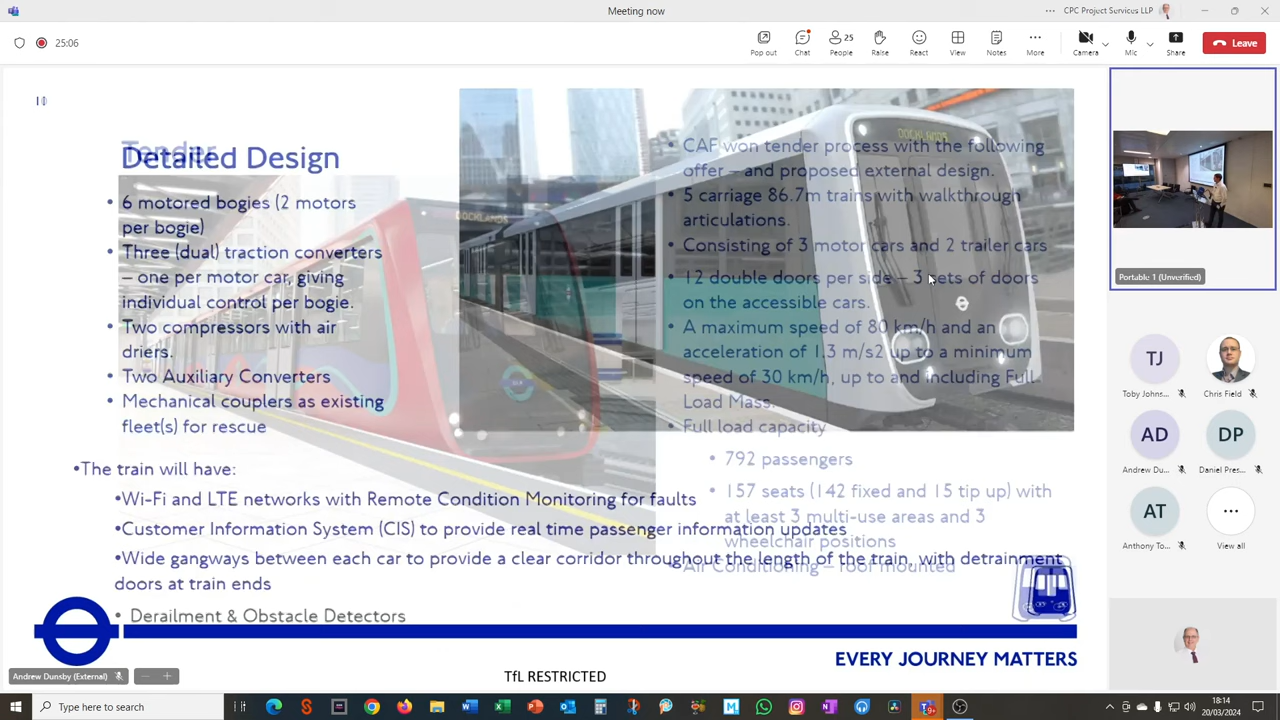 Meeting now
CPC Project Services LLP
25:06
Pop out
Chat
25
People
Raise
React
View
Notes
More
Camera
Mic
Share
Leave
Tender
Detailed Design
• 6 motored bogies (2 motors
per bogie)
• Three (dual) traction converters
– one per motor car, giving
individual control per bogie.
• Two compressors with air
driers.
• Two Auxiliary Converters
• Mechanical couplers as existing
fleet(s) for rescue
•The train will have:
•Wi-Fi and LTE networks with Remote Condition Monitoring for faults
•Customer Information System (CIS) to provide real time passenger information updates
•Wide gangways between each car to provide a clear corridor throughout the length of the train, with detrainment
doors at train ends
• Derailment & Obstacle Detectors
DOCKLANDS
DOCKLANDS
• CAF won tender process with the following
offer – and proposed external design.
• 5 carriage 86.7m trains with walkthrough
articulations.
• Consisting of 3 motor cars and 2 trailer cars
• 12 double doors per side – 3 sets of doors
on the accessible cars.
• A maximum speed of 80 km/h and an
acceleration of 1.3 m/s2 up to a minimum
speed of 30 km/h, up to and including Full
Load Mass.
• Full load capacity
• 792 passengers
• 157 seats (142 fixed and 15 tip up) with
at least 3 multi-use areas and 3
wheelchair positions
• Air Conditioning – roof mounted
EVERY JOURNEY MATTERS
TfL RESTRICTED
Andrew Dunsby (External)
Portable 1 (Unverified)
TJ
Toby Johns...
Chris Field
AD
Andrew Du...
DP
Daniel Pres...
AT
Anthony To...
View all
Type here to search
18:14
20/03/2024